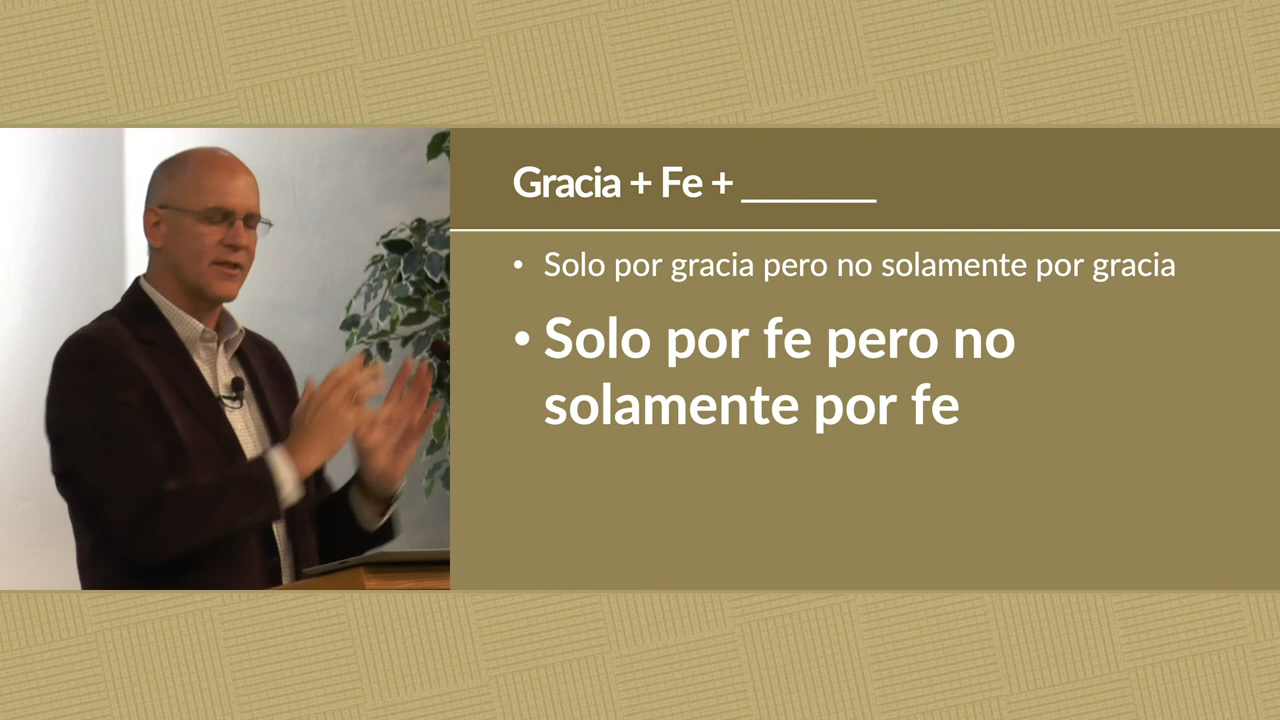 Gracia + Fe + _______
• Solo por gracia pero no solamente por gracia
• Solo por fe pero no
solamente por fe